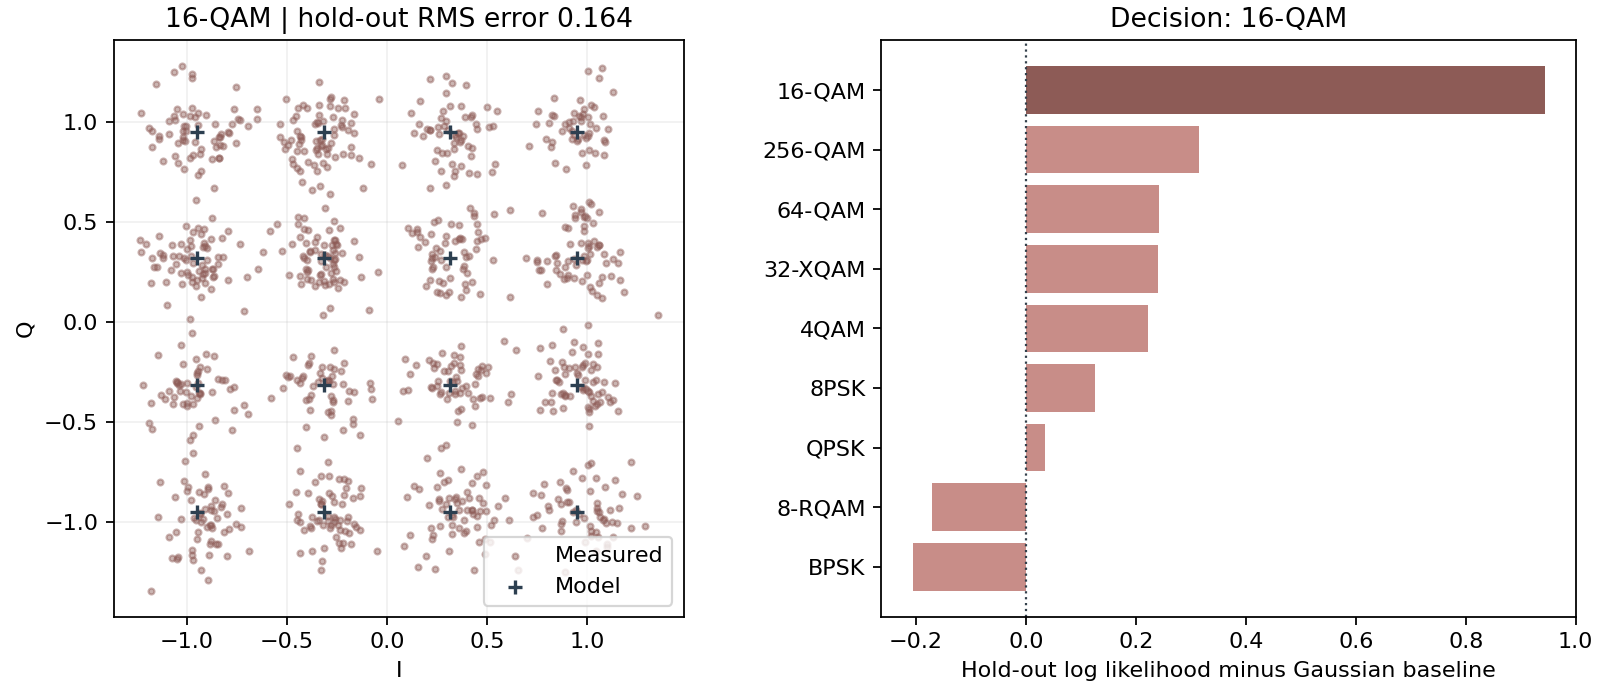 16-QAM | hold-out RMS error 0.164
1.0
0.5
0.0
−0.5
−1.0
Q
−1.0
−0.5
0.0
0.5
1.0
I
Measured
Model
Decision: 16-QAM
16-QAM
256-QAM
64-QAM
32-XQAM
4QAM
8PSK
QPSK
8-RQAM
BPSK
−0.2
0.0
0.2
0.4
0.6
0.8
1.0
Hold-out log likelihood minus Gaussian baseline